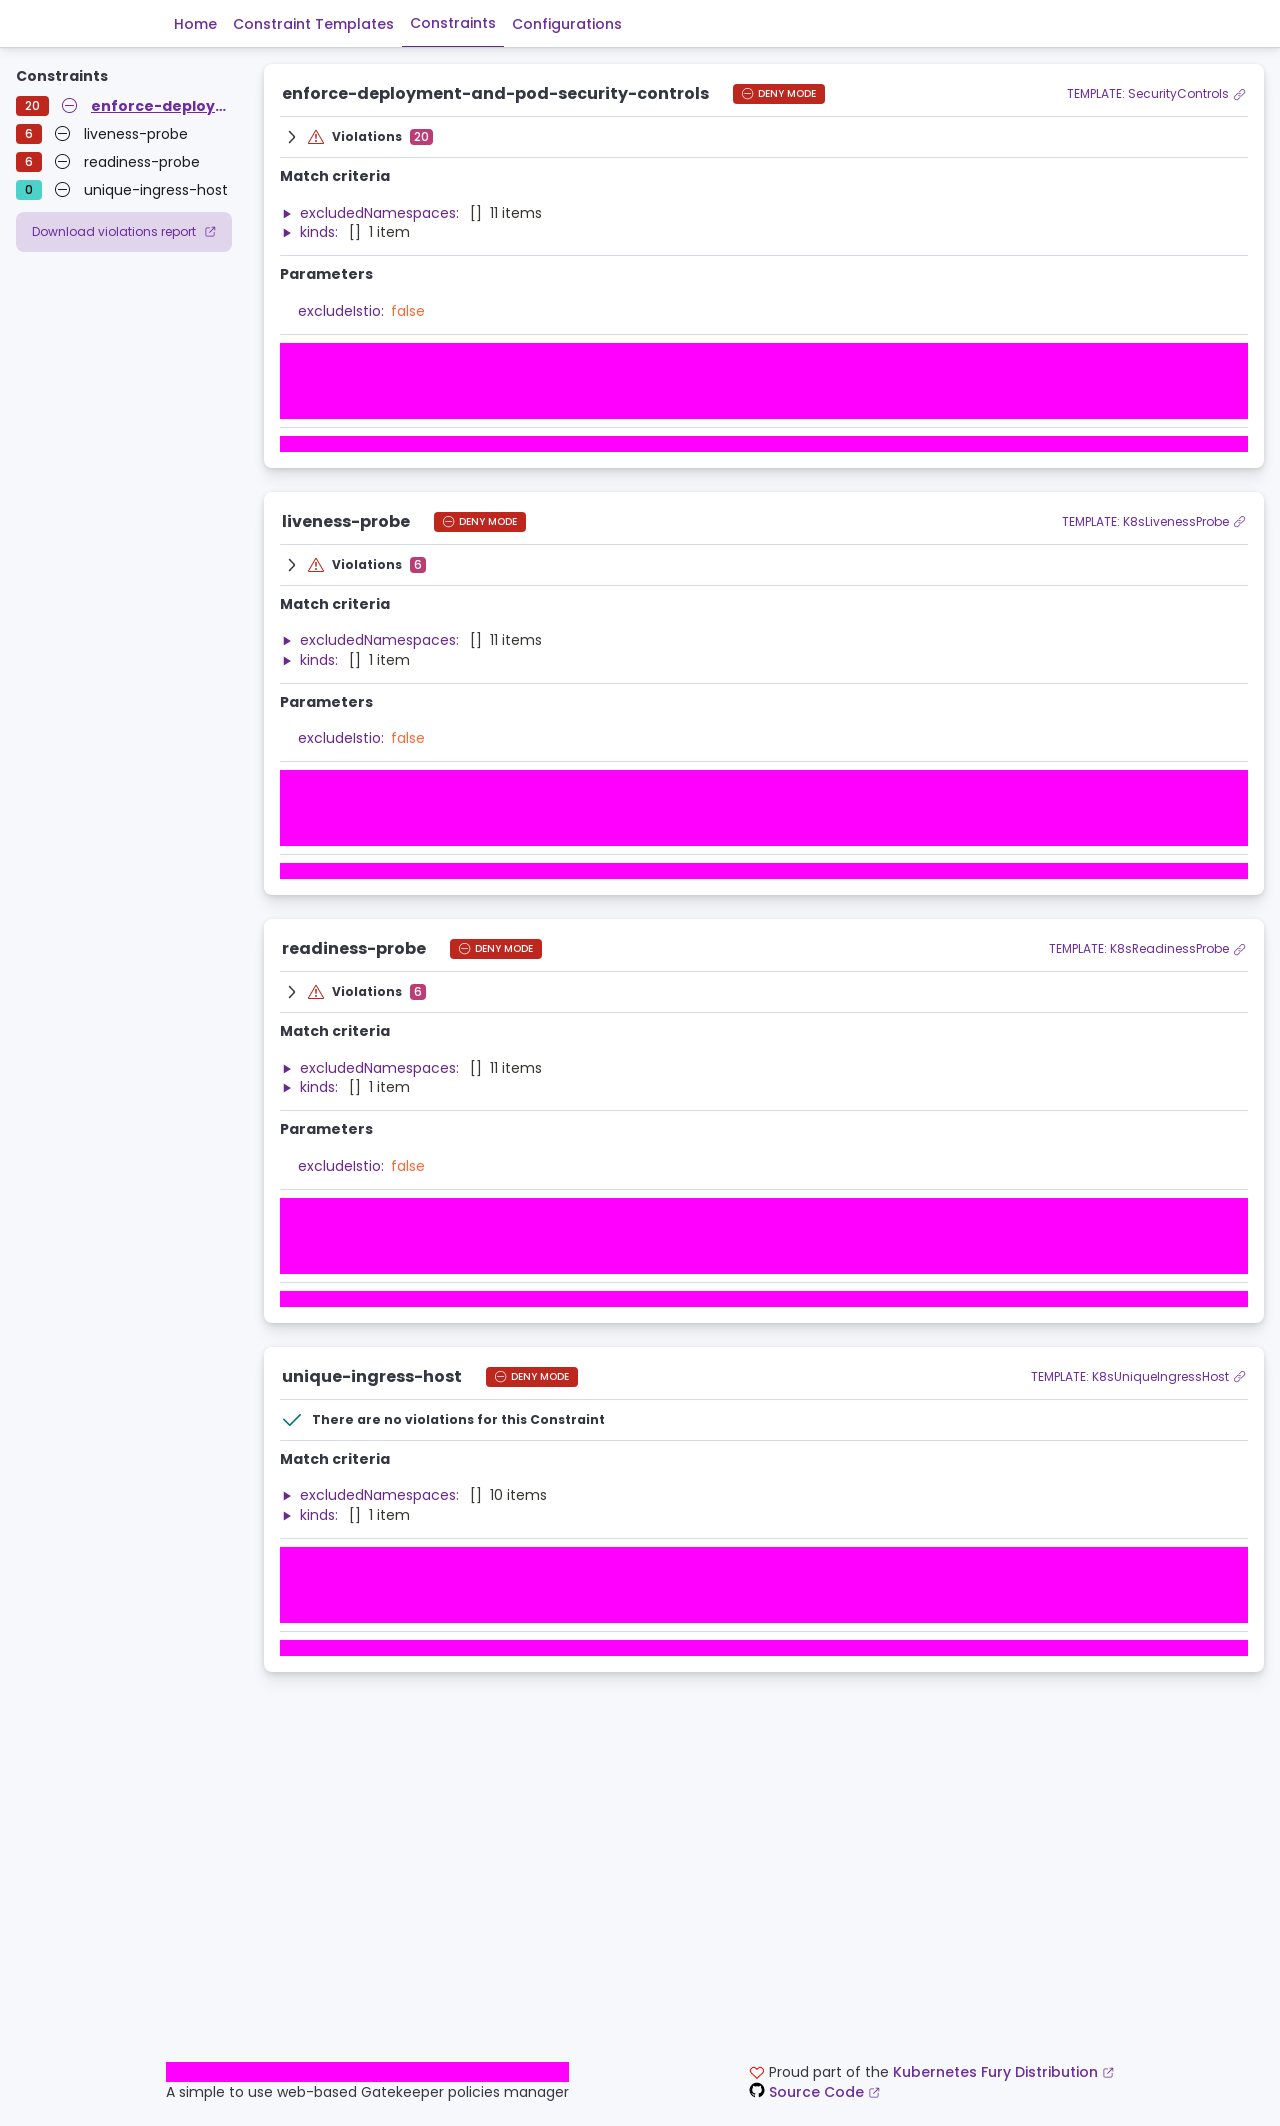 Home Constraint Templates Constraints Configurations
Constraints
20 enforce-deploy...
6 liveness-probe
6 readiness-probe
0 unique-ingress-host
Download violations report
enforce-deployment-and-pod-security-controls DENY MODE TEMPLATE: SecurityControls
Violations 20
Match criteria
excludedNamespaces: [] 11 items
kinds: [] 1 item
Parameters
excludeIstio: false
liveness-probe DENY MODE TEMPLATE: K8sLivenessProbe
Violations 6
Match criteria
excludedNamespaces: [] 11 items
kinds: [] 1 item
Parameters
excludeIstio: false
readiness-probe DENY MODE TEMPLATE: K8sReadinessProbe
Violations 6
Match criteria
excludedNamespaces: [] 11 items
kinds: [] 1 item
Parameters
excludeIstio: false
unique-ingress-host DENY MODE TEMPLATE: K8sUniqueIngressHost
There are no violations for this Constraint
Match criteria
excludedNamespaces: [] 10 items
kinds: [] 1 item
A simple to use web-based Gatekeeper policies manager
Proud part of the Kubernetes Fury Distribution
Source Code